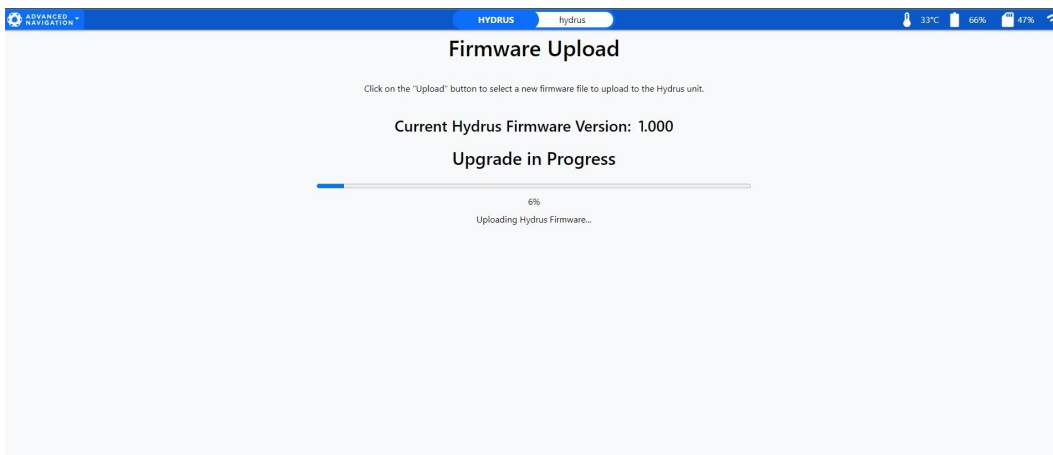 ADVANCED
NAVIGATION
HYDRUS hydrus
33°C 66% 47%
Firmware Upload
Click on the "Upload" button to select a new firmware file to upload to the Hydrus unit.
Current Hydrus Firmware Version: 1.000
Upgrade in Progress
6%
Uploading Hydrus Firmware...